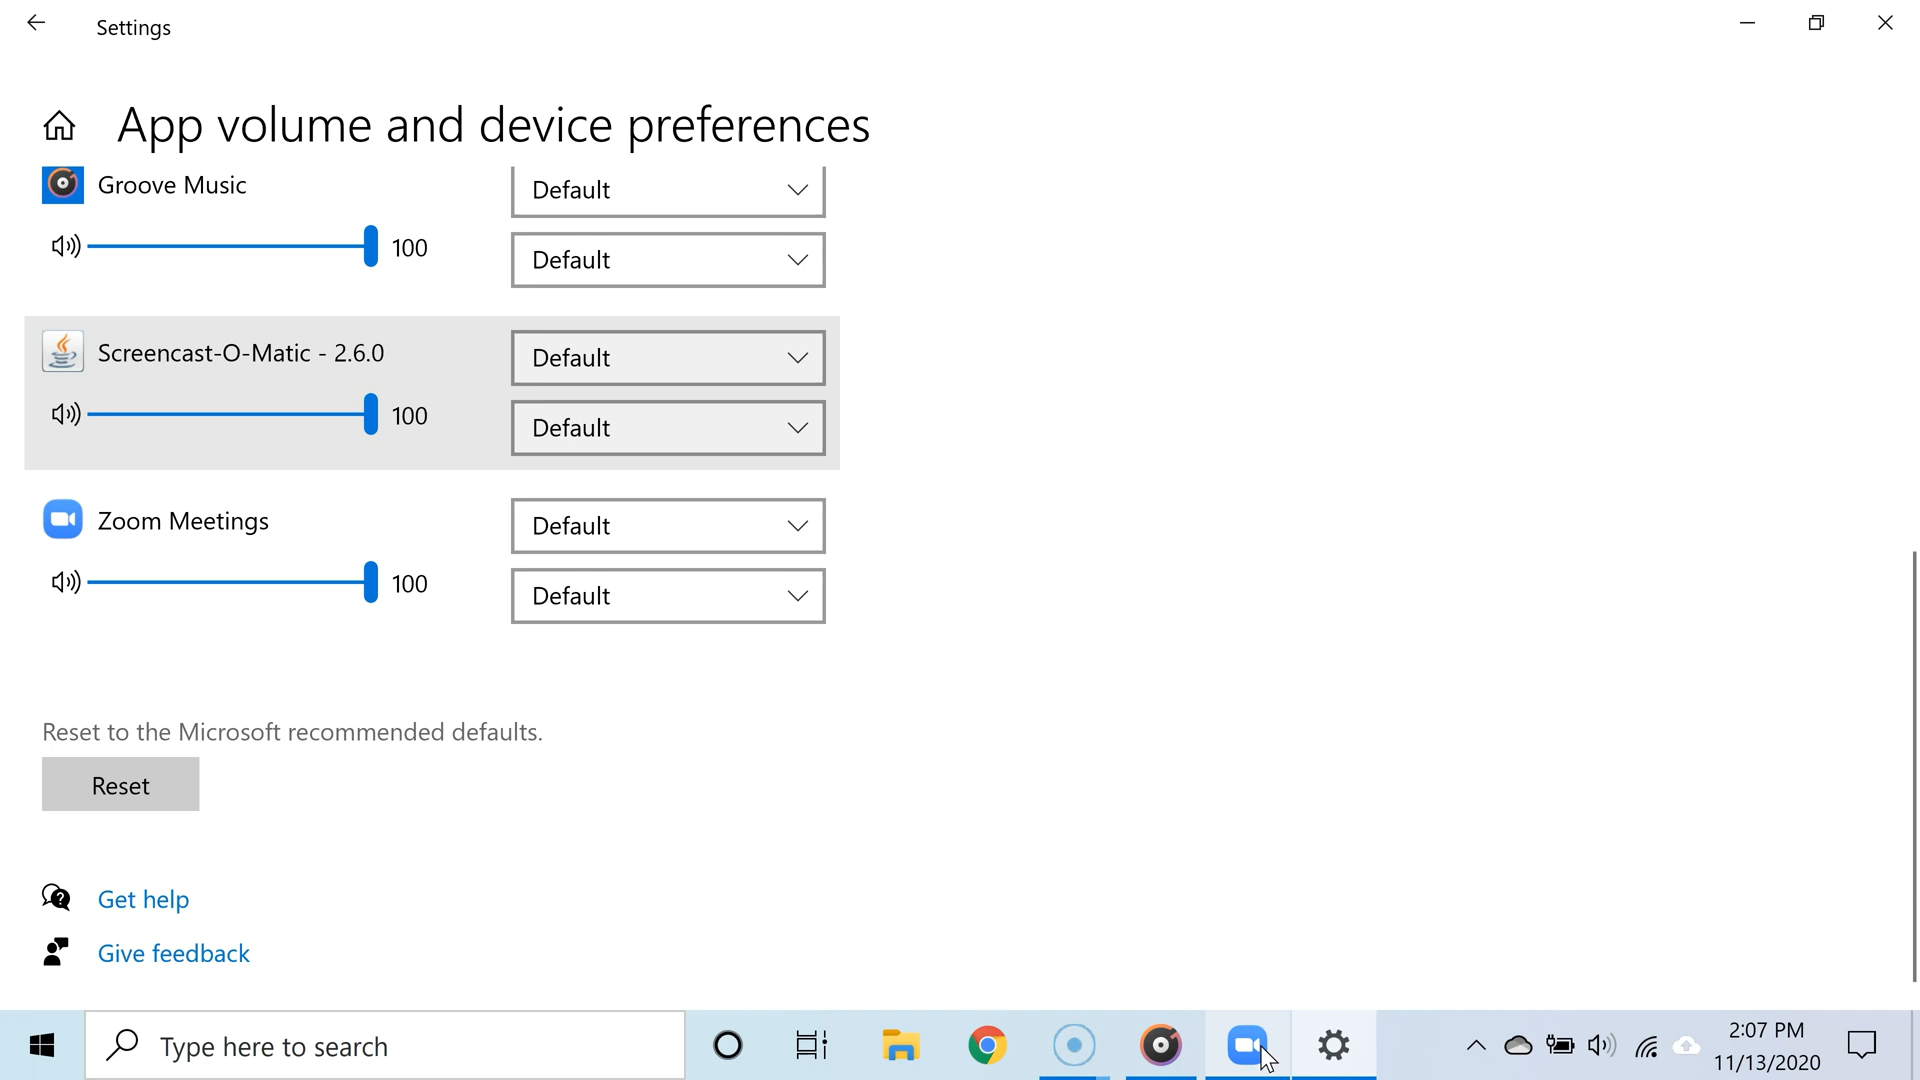 Settings
App volume and device preferences
Groove Music
Default
100
Default
Screencast-O-Matic - 2.6.0
Default
100
Default
Zoom Meetings
Default
100
Default
Reset to the Microsoft recommended defaults.
Reset
Get help
Give feedback
Type here to search
2:07 PM
11/13/2020